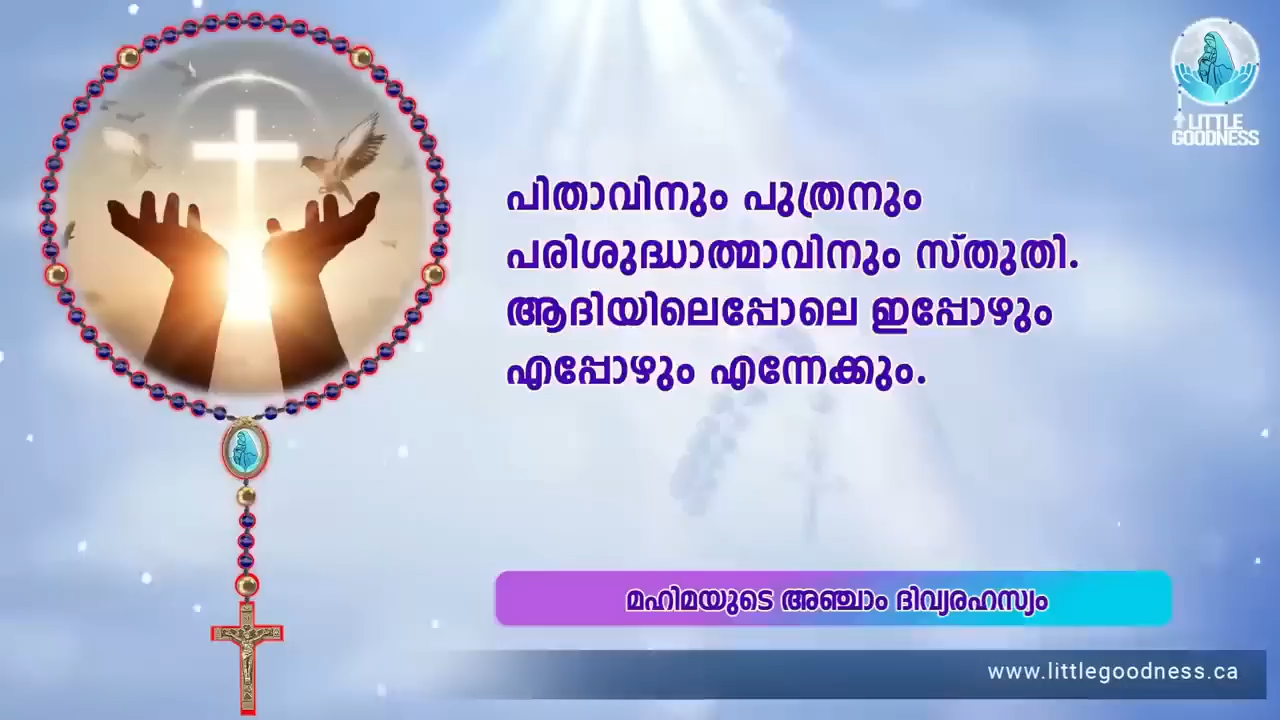 LITTLE
GOODNESS
പിതാവിനും പുത്രനും
പരിശുദ്ധാത്മാവിനും സ്തുതി.
ആദിയിലെപ്പോലെ ഇപ്പോഴും
എപ്പോഴും എന്നേക്കും.
മഹിമയുടെ അഞ്ചാം ദിവ്യരഹസ്യം
www.littlegoodness.ca